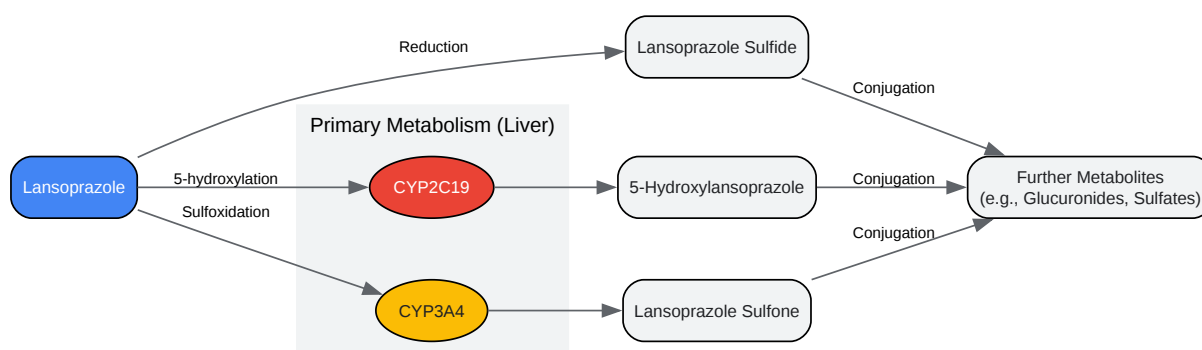 Reduction
Lansoprazole Sulfide
Conjugation
Primary Metabolism (Liver)
Lansoprazole
5-hydroxylation
CYP2C19
5-Hydroxylansoprazole
Conjugation
Further Metabolites
(e.g., Glucuronides, Sulfates)
Sulfoxidation
CYP3A4
Lansoprazole Sulfone
Conjugation